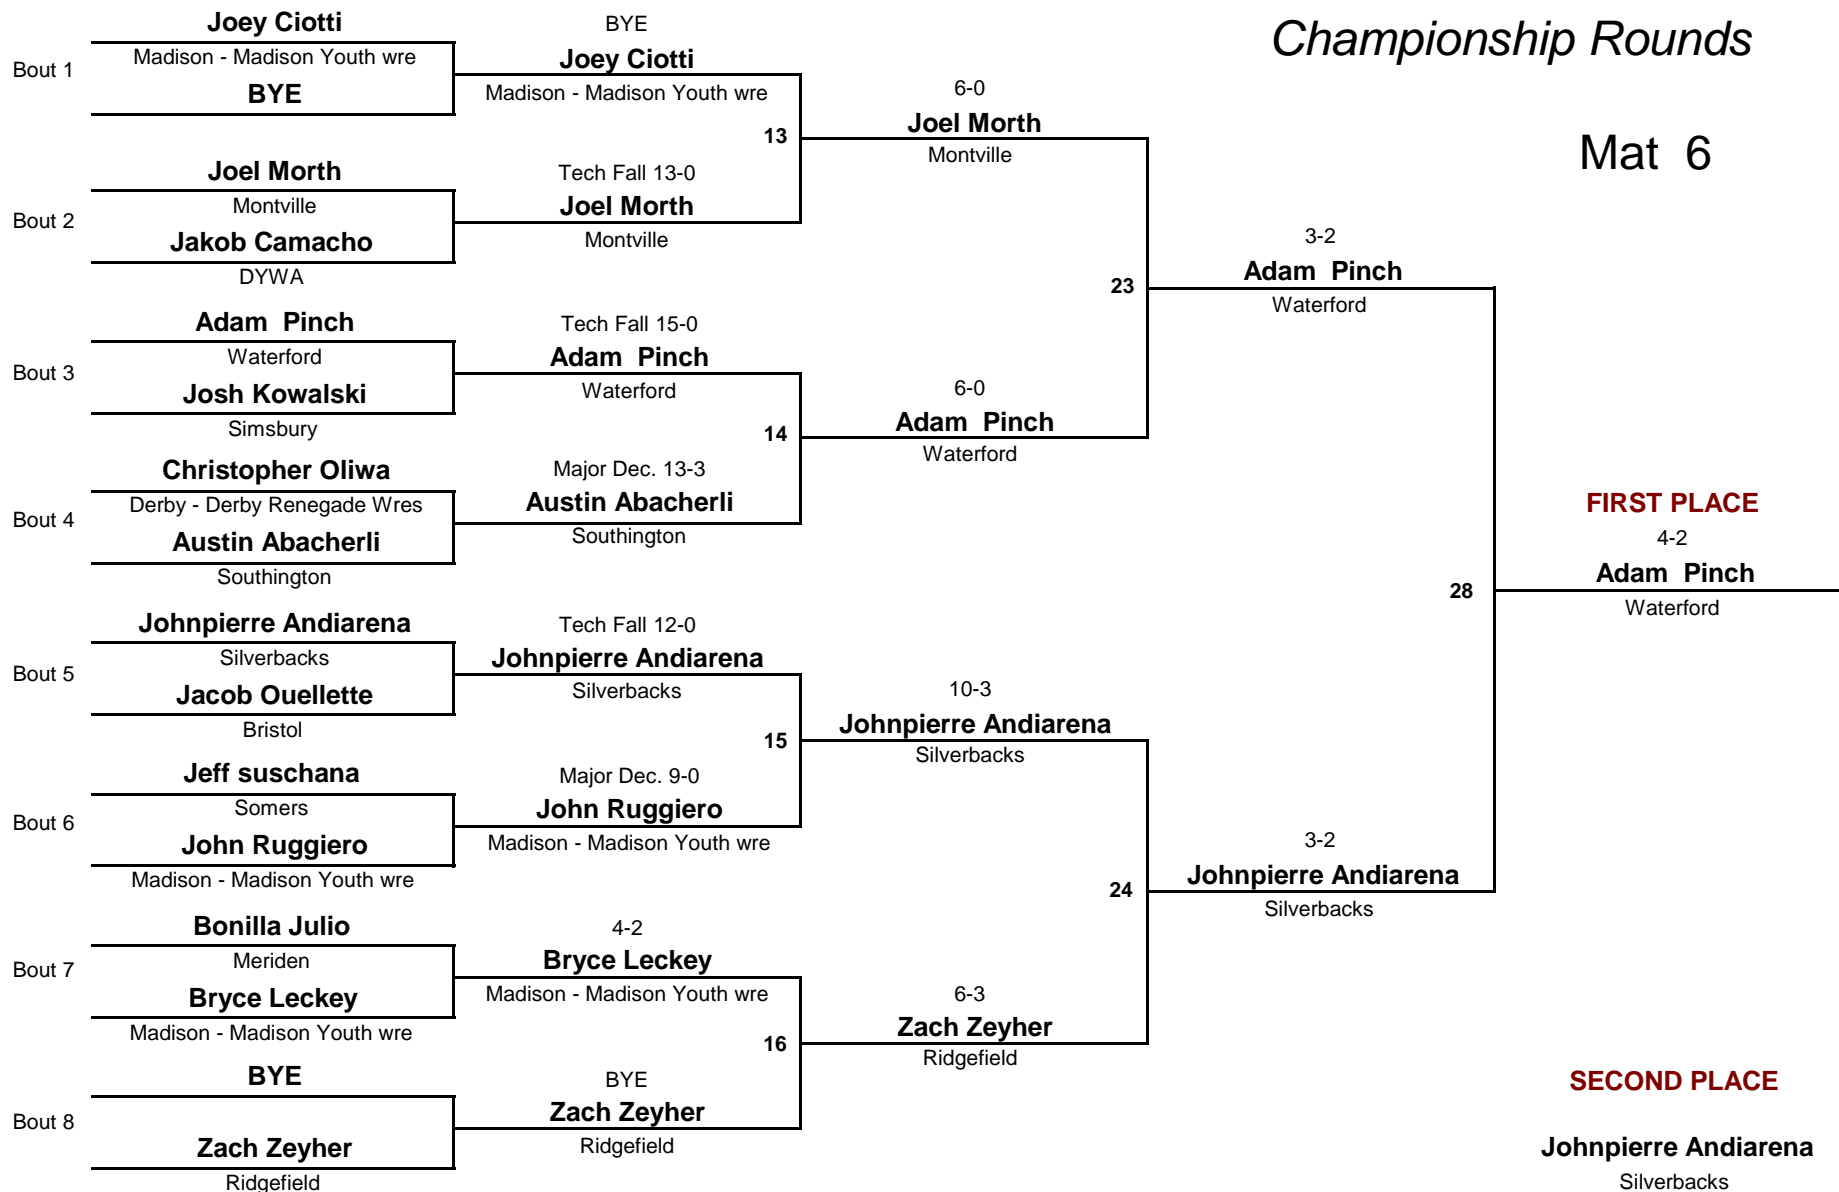 Championship Rounds
Mat 6
Bout 1
Joey Ciotti
Madison - Madison Youth wre
BYE
Bout 2
Joel Morth
Montville
Jakob Camacho
DYWA
Bout 3
Adam Pinch
Waterford
Josh Kowalski
Simsbury
Bout 4
Christopher Oliwa
Derby - Derby Renegade Wres
Austin Abacherli
Southington
Bout 5
Johnpierre Andiarena
Silverbacks
Jacob Ouellette
Bristol
Bout 6
Jeff suschana
Somers
John Ruggiero
Madison - Madison Youth wre
Bout 7
Bonilla Julio
Meriden
Bryce Leckey
Madison - Madison Youth wre
Bout 8
BYE
Zach Zeyher
Ridgefield
BYE
Joey Ciotti
Madison - Madison Youth wre
13
Tech Fall 13-0
Joel Morth
Montville
Tech Fall 15-0
Adam Pinch
Waterford
14
Major Dec. 13-3
Austin Abacherli
Southington
Tech Fall 12-0
Johnpierre Andiarena
Silverbacks
15
Major Dec. 9-0
John Ruggiero
Madison - Madison Youth wre
4-2
Bryce Leckey
Madison - Madison Youth wre
16
BYE
Zach Zeyher
Ridgefield
6-0
Joel Morth
Montville
23
6-0
Adam Pinch
Waterford
10-3
Johnpierre Andiarena
Silverbacks
24
6-3
Zach Zeyher
Ridgefield
3-2
Adam Pinch
Waterford
28
3-2
Johnpierre Andiarena
Silverbacks
FIRST PLACE
4-2
Adam Pinch
Waterford
SECOND PLACE
Johnpierre Andiarena
Silverbacks